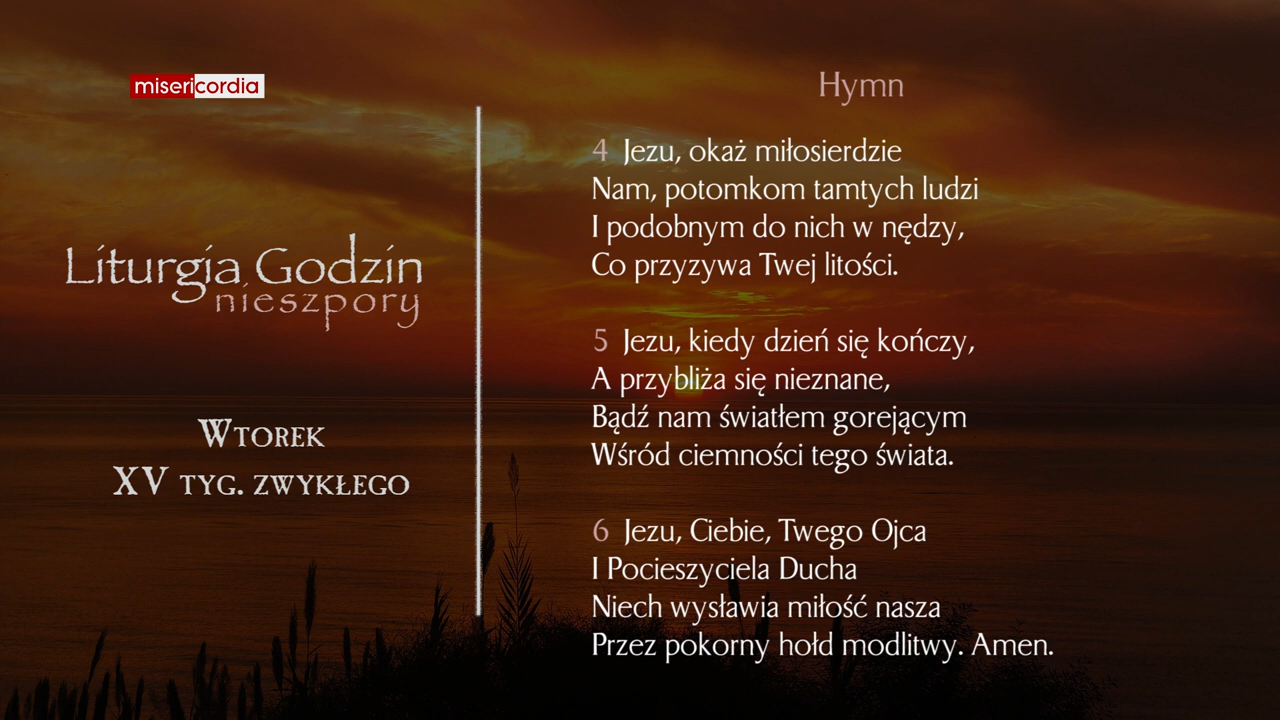 misericordia
Liturgia Godzin
nieszpory
Wtorek
XV tyg. zwykłego
Hymn
4 Jezu, okaż miłosierdzie
Nam, potomkom tamtych ludzi
I podobnym do nich w nędzy,
Co przyzywa Twej litości.
5 Jezu, kiedy dzień się kończy,
A przybliża się nieznane,
Bądź nam światłem gorejącym
Wśród ciemności tego świata.
6 Jezu, Ciebie, Twego Ojca
I Pocieszyciela Ducha
Niech wysławia miłość nasza
Przez pokorny hołd modlitwy. Amen.